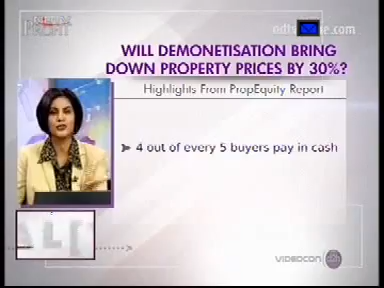 PROFIT
WILL DEMONETISATION BRING
DOWN PROPERTY PRICES BY 30%?
Highlights From PropEquity Report
4 out of every 5 buyers pay in cash
VIDEOCON d2h